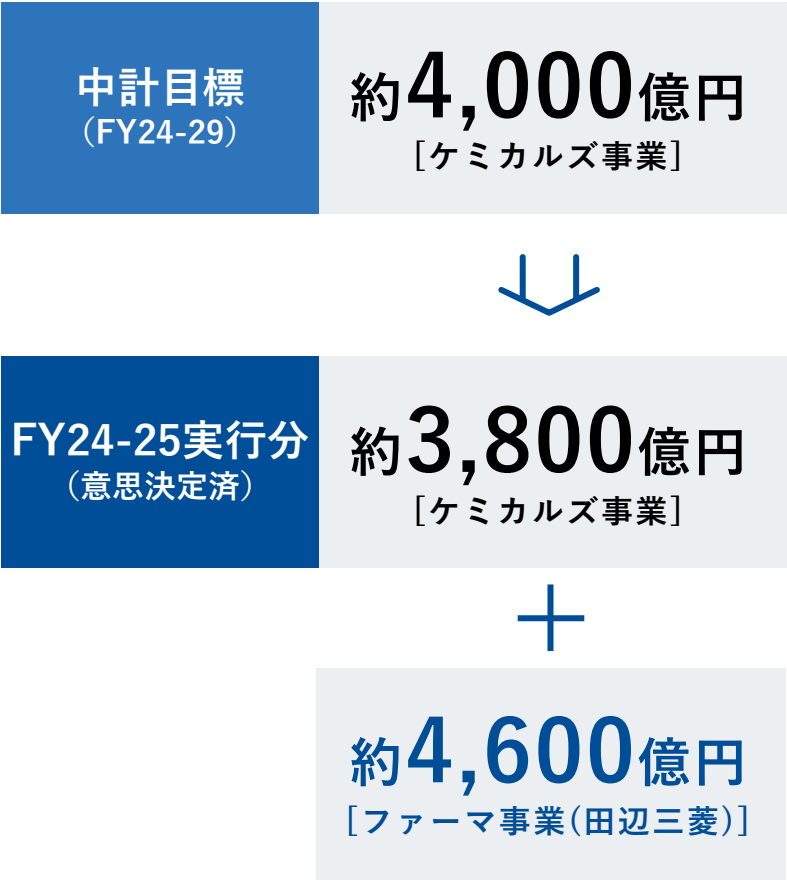 中計目標
（FY24-29）
約4,000億円
[ケミカルズ事業]
FY24-25実行分
（意思決定済）
約3,800億円
[ケミカルズ事業]
＋
約4,600億円
[ファーマ事業(田辺三菱)]